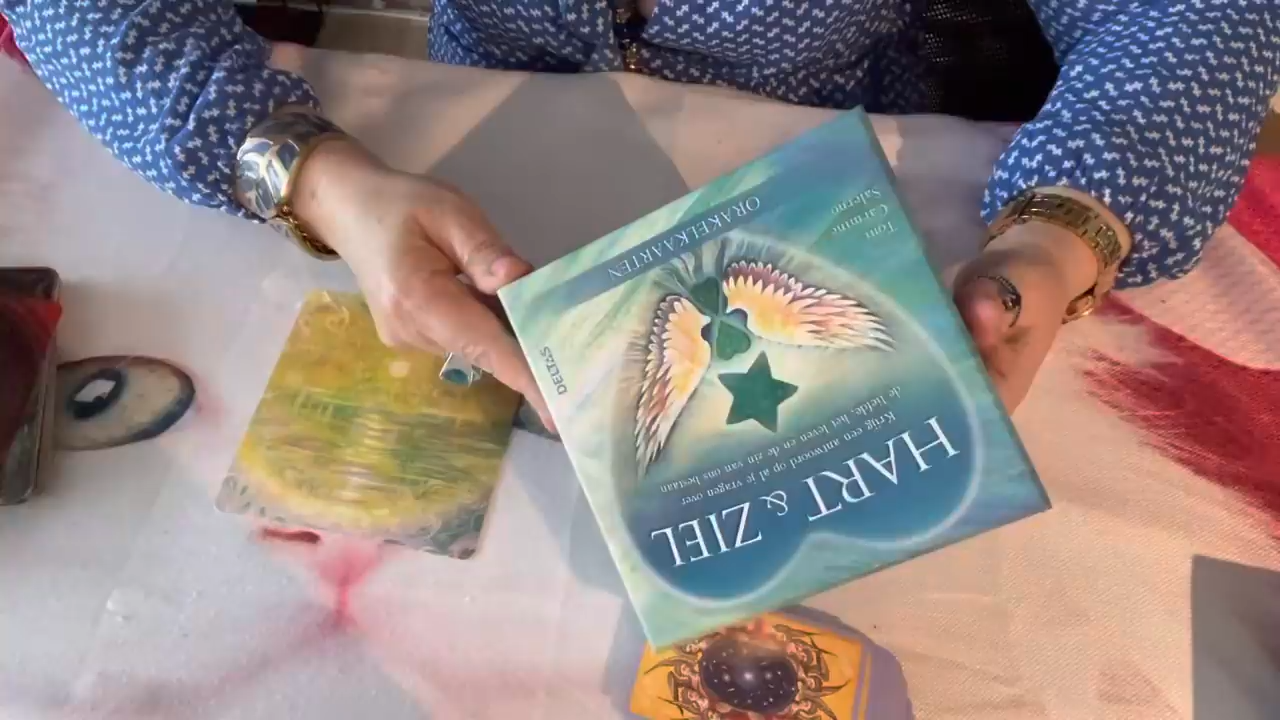 HART & ZIEL
Krijg een antwoord op al je vragen over
de liefde, het leven en de zin van ons bestaan
DELTAS
ORAKELKAARTEN
Tom
Carmine
Salerno